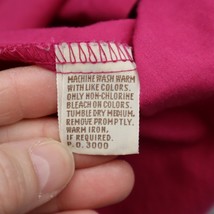 MACHINE WASH WARM
WITH LIKE COLORS.
ONLY NON-CHLORINE
BLEACH ON COLORS.
TUMBLE DRY MEDIUM.
REMOVE PROMPTLY.
WARM IRON,
IF REQUIRED.
P.O. 3000